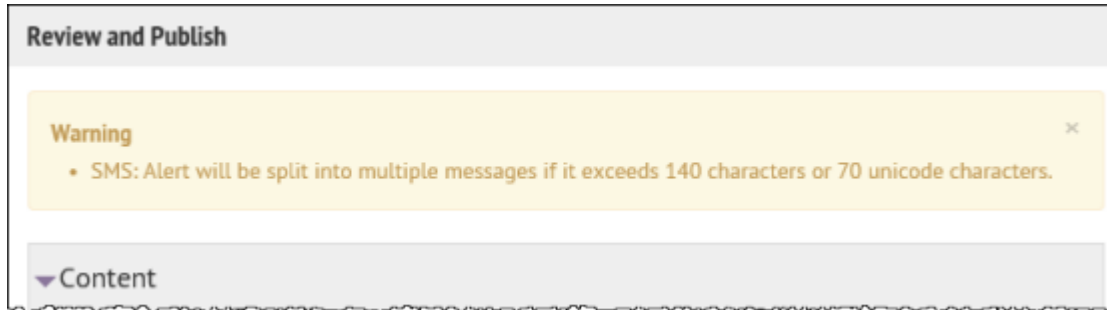 Review and Publish
Warning
×
• SMS: Alert will be split into multiple messages if it exceeds 140 characters or 70 unicode characters.
Content